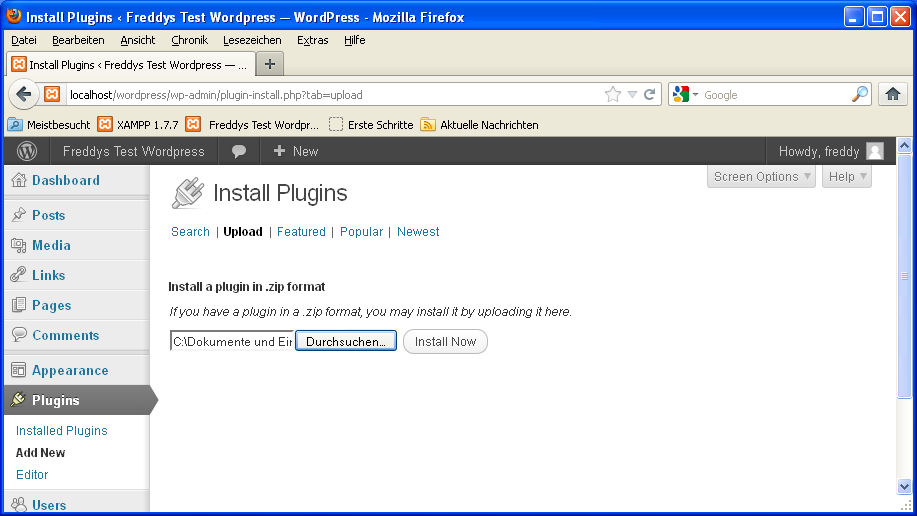 Install Plugins ‹ Freddys Test Wordpress — WordPress - Mozilla Firefox
Datei Bearbeiten Ansicht Chronik Lesezeichen Extras Hilfe
Install Plugins ‹ Freddys Test Wordpress — ...
localhost/wordpress/wp-admin/plugin-install.php?tab=upload Google
Meistbesucht XAMPP 1.7.7 Freddys Test Wordpr... Erste Schritte Aktuelle Nachrichten
Freddys Test Wordpress New Howdy, freddy
Screen Options Help
Install Plugins
Search | Upload | Featured | Popular | Newest
Install a plugin in .zip format
If you have a plugin in a .zip format, you may install it by uploading it here.
C:\Dokumente und Ein Durchsuchen... Install Now
Dashboard
Posts
Media
Links
Pages
Comments
Appearance
Plugins
Installed Plugins
Add New
Editor
Users